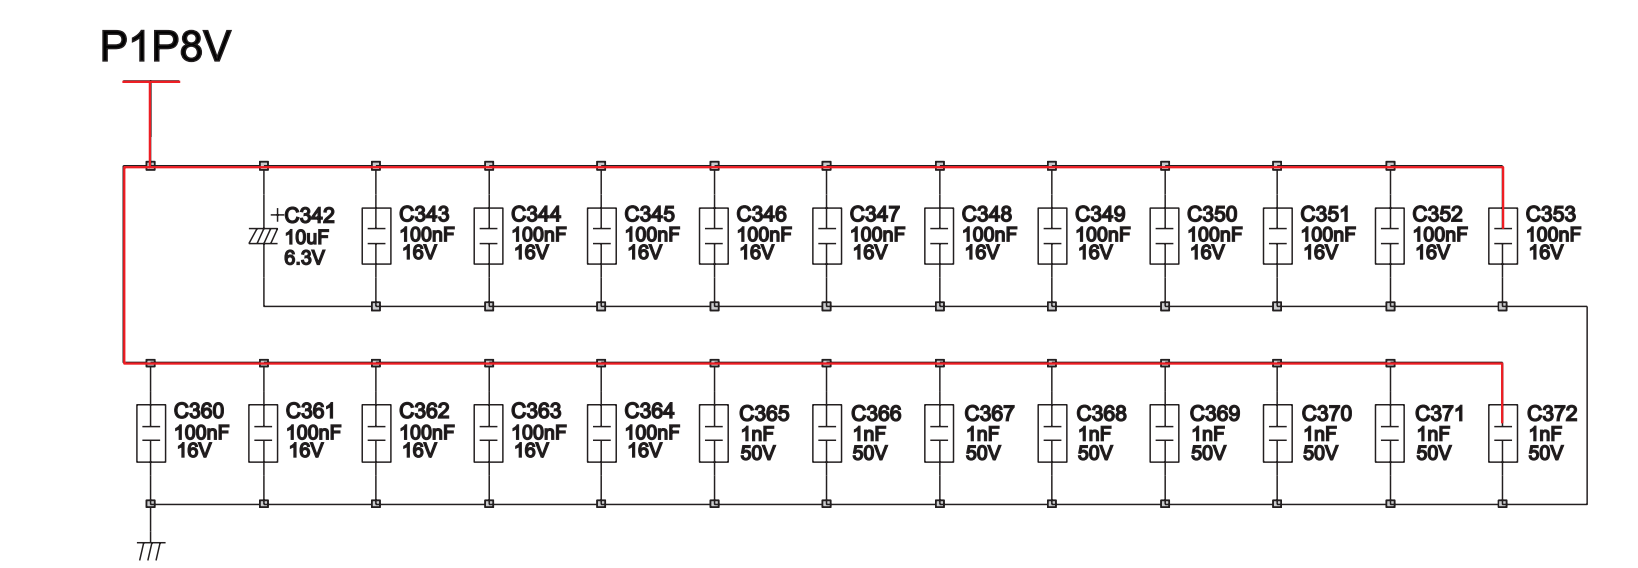 P1P8V
+C342
10uF
6.3V
C343
100nF
16V
C344
100nF
16V
C345
100nF
16V
C346
100nF
16V
C347
100nF
16V
C348
100nF
16V
C349
100nF
16V
C350
100nF
16V
C351
100nF
16V
C352
100nF
16V
C353
100nF
16V
C360
100nF
16V
C361
100nF
16V
C362
100nF
16V
C363
100nF
16V
C364
100nF
16V
C365
1nF
50V
C366
1nF
50V
C367
1nF
50V
C368
1nF
50V
C369
1nF
50V
C370
1nF
50V
C371
1nF
50V
C372
1nF
50V